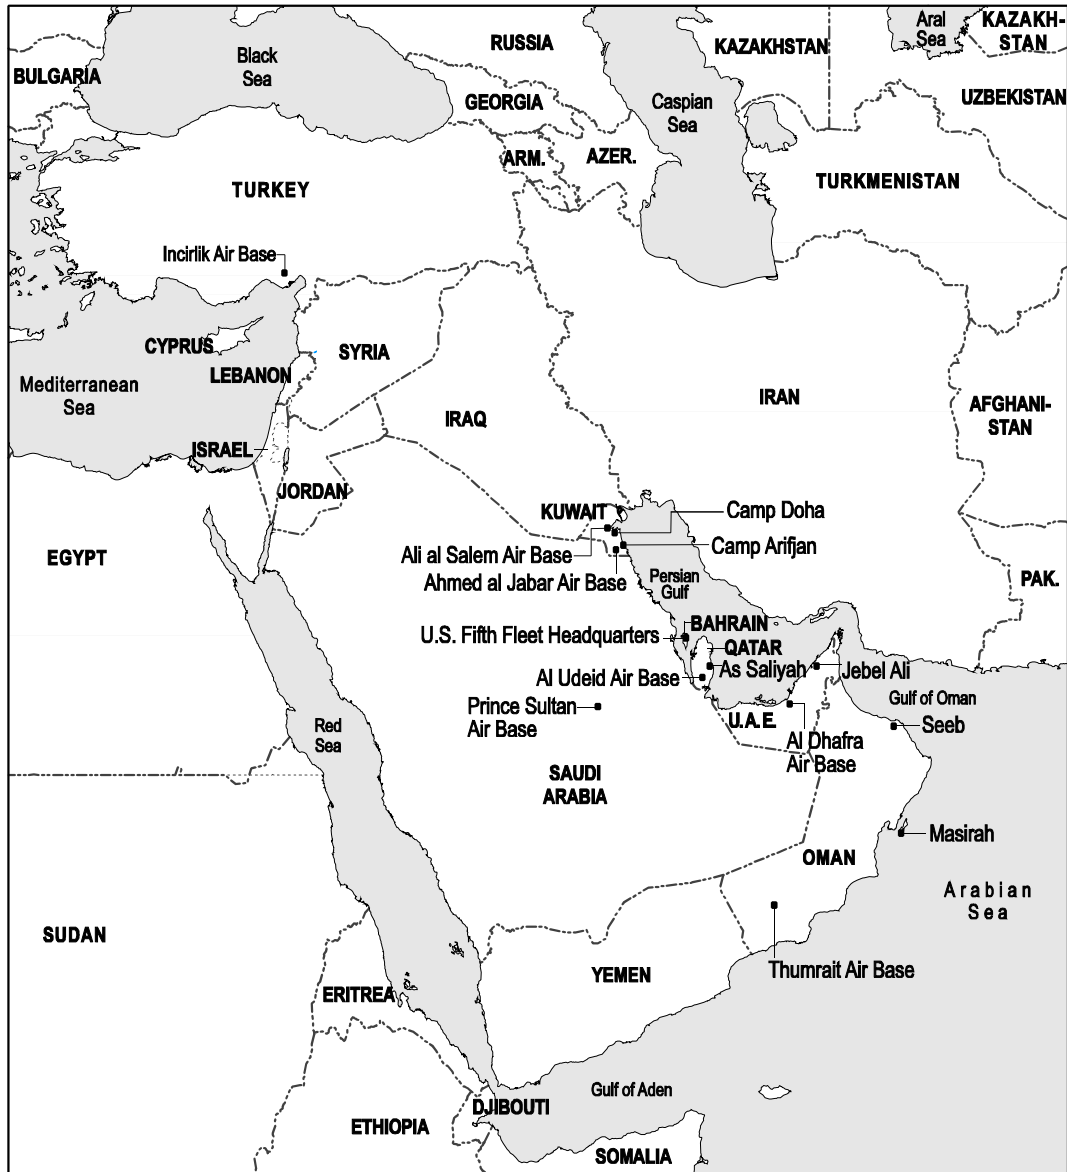 Aral
Sea
KAZAKH-
STAN
RUSSIA
KAZAKHSTAN
Black
Sea
BULGARIA
GEORGIA
Caspian
Sea
UZBEKISTAN
ARM.
AZER.
TURKMENISTAN
TURKEY
Incirlik Air Base
CYPRUS
SYRIA
LEBANON
Mediterranean
Sea
IRAN
AFGHANI-
STAN
IRAQ
ISRAEL
JORDAN
KUWAIT
Camp Doha
Camp Arifjan
Ali al Salem Air Base
EGYPT
Ahmed al Jabar Air Base
Persian
Gulf
PAK.
BAHRAIN
U.S. Fifth Fleet Headquarters
QATAR
As Saliyah
Jebel Ali
Al Udeid Air Base
Gulf of Oman
Prince Sultan
Air Base
U.A.E.
Seeb
Red
Sea
Al Dhafra
Air Base
SAUDI
ARABIA
Masirah
OMAN
Arabian
Sea
SUDAN
Thumrait Air Base
YEMEN
ERITREA
Gulf of Aden
DJIBOUTI
ETHIOPIA
SOMALIA